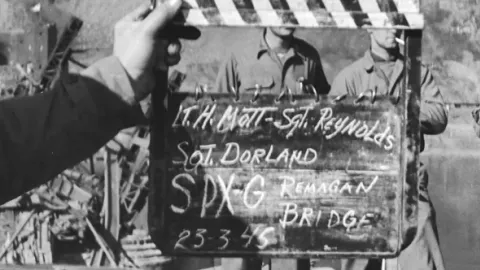 LT. H. MOTT - SGT. REYNOLDS
SGT. DORLAND
SPX-G REMAGAN
BRIDGE
23-3-45